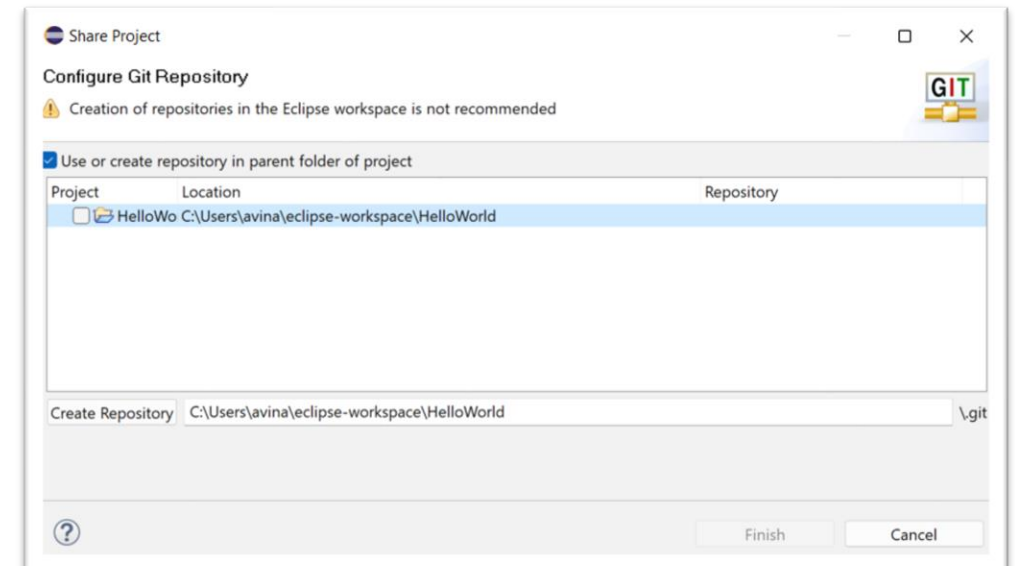 Share Project
Configure Git Repository
GIT
Creation of repositories in the Eclipse workspace is not recommended
Use or create repository in parent folder of project
Project Location Repository
HelloWo C:\Users\avina\eclipse-workspace\HelloWorld
Create Repository C:\Users\avina\eclipse-workspace\HelloWorld \.git
? Finish Cancel